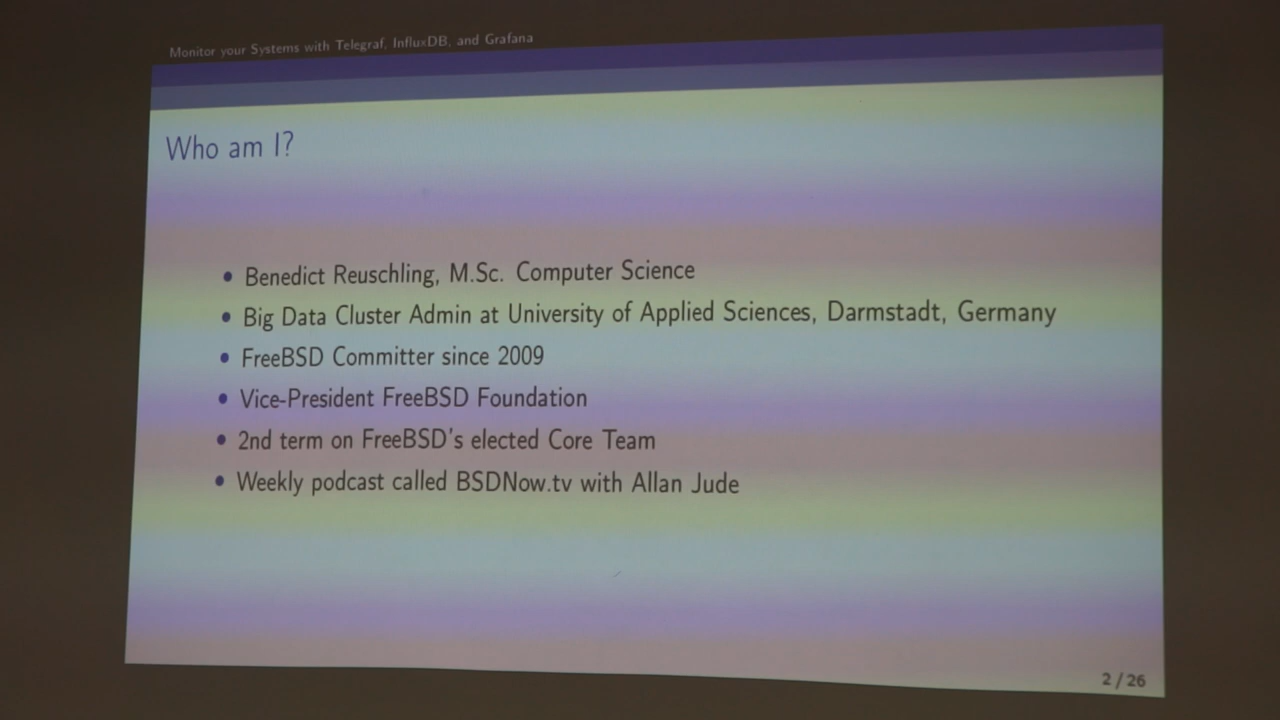 Monitor your Systems with Telegraf, InfluxDB, and Grafana
Who am I?
• Benedict Reuschling, M.Sc. Computer Science
• Big Data Cluster Admin at University of Applied Sciences, Darmstadt, Germany
• FreeBSD Committer since 2009
• Vice-President FreeBSD Foundation
• 2nd term on FreeBSD's elected Core Team
• Weekly podcast called BSDNow.tv with Allan Jude
2 / 26